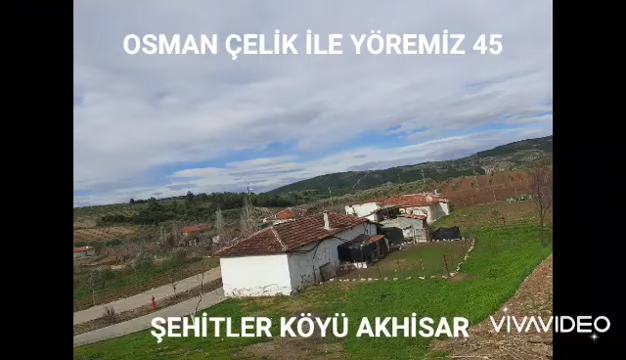 OSMAN ÇELİK İLE YÖREMİZ 45
ŞEHİTLER KÖYÜ AKHİSAR
VIVAVIDEO